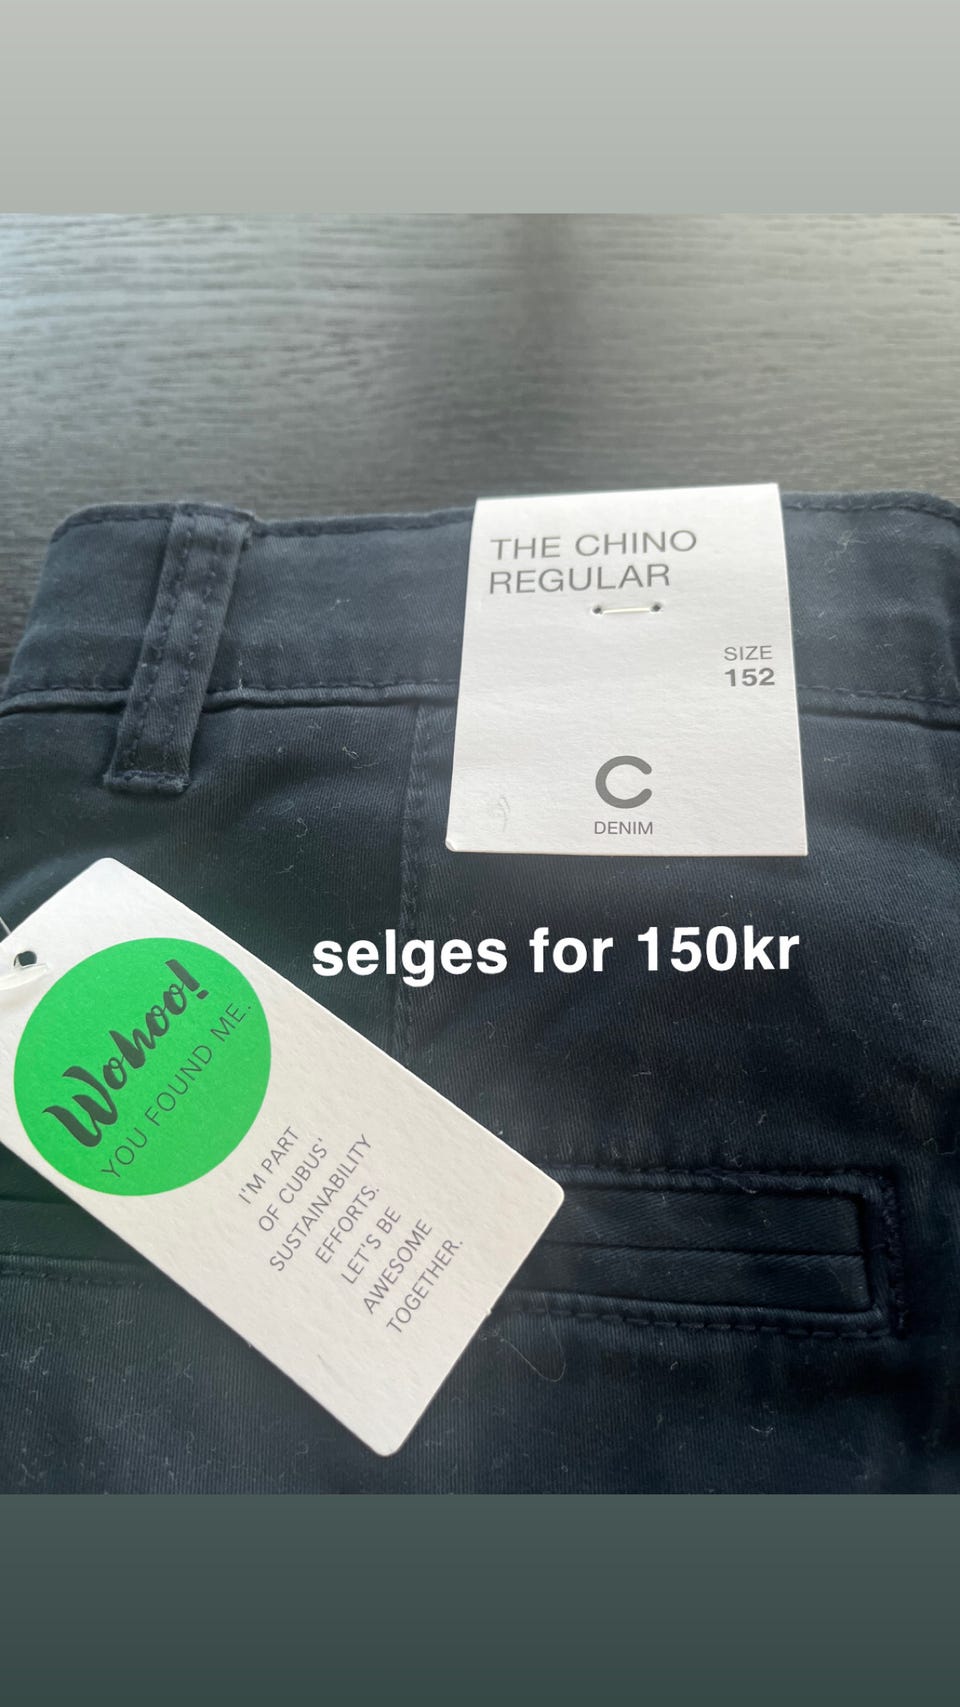 THE CHINO
REGULAR
SIZE
152
C
DENIM
selges for 150kr
Wohoo!
YOU FOUND ME.
I'M PART
OF CUBUS'
SUSTAINABILITY
EFFORTS.
LET'S BE
AWESOME
TOGETHER.